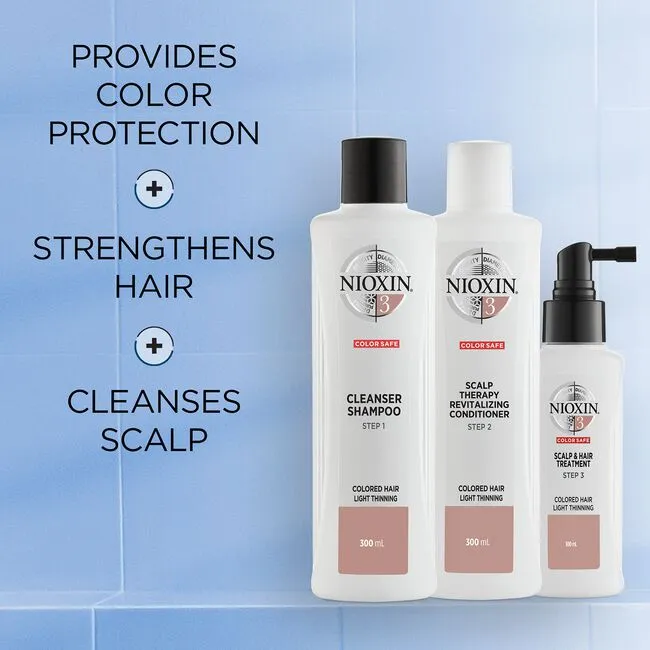 PROVIDES
COLOR
PROTECTION
+
STRENGTHENS
HAIR
+
CLEANSES
SCALP
NIOXIN
3
COLOR SAFE
CLEANSER
SHAMPOO
STEP 1
COLORED HAIR
LIGHT THINNING
300 mL
NIOXIN
3
COLOR SAFE
SCALP
THERAPY
REVITALIZING
CONDITIONER
STEP 2
COLORED HAIR
LIGHT THINNING
300 mL
NIOXIN
3
COLOR SAFE
SCALP & HAIR
TREATMENT
STEP 3
COLORED HAIR
LIGHT THINNING